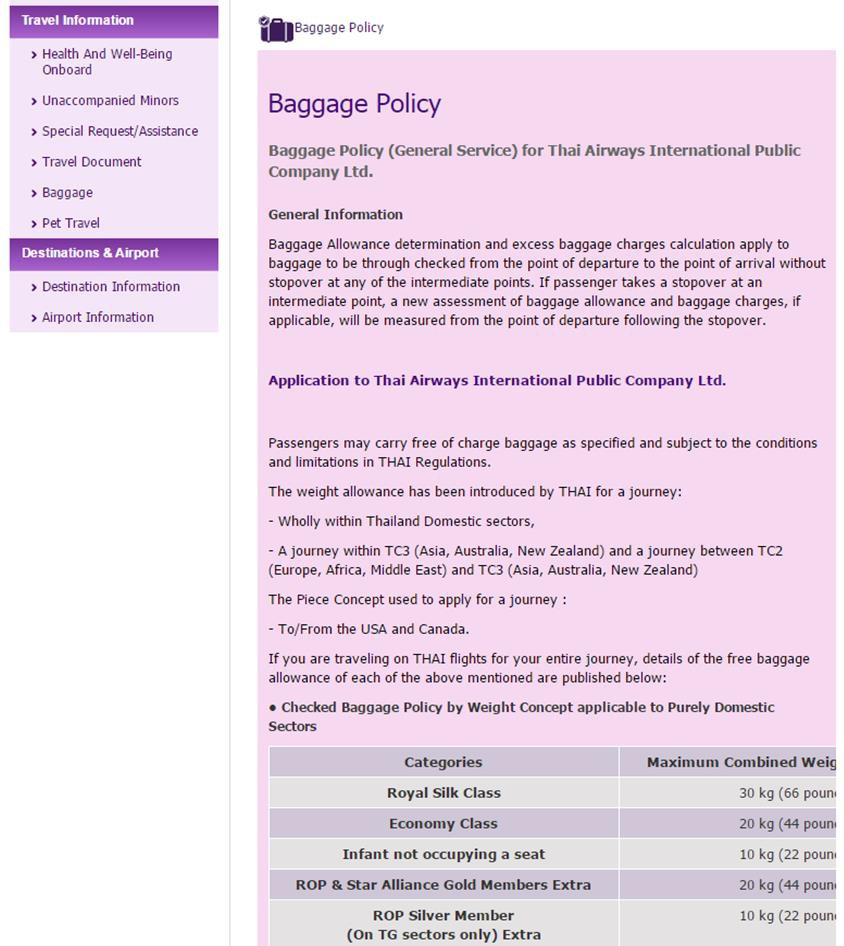 Travel Information
Health And Well-Being
Onboard
Unaccompanied Minors
Special Request/Assistance
Travel Document
Baggage
Pet Travel
Destinations & Airport
Destination Information
Airport Information
Baggage Policy
Baggage Policy
Baggage Policy (General Service) for Thai Airways International Public
Company Ltd.
General Information
Baggage Allowance determination and excess baggage charges calculation apply to
baggage to be through checked from the point of departure to the point of arrival without
stopover at any of the intermediate points. If passenger takes a stopover at an
intermediate point, a new assessment of baggage allowance and baggage charges, if
applicable, will be measured from the point of departure following the stopover.
Application to Thai Airways International Public Company Ltd.
Passengers may carry free of charge baggage as specified and subject to the conditions
and limitations in THAI Regulations.
The weight allowance has been introduced by THAI for a journey:
- Wholly within Thailand Domestic sectors,
- A journey within TC3 (Asia, Australia, New Zealand) and a journey between TC2
(Europe, Africa, Middle East) and TC3 (Asia, Australia, New Zealand)
The Piece Concept used to apply for a journey :
- To/From the USA and Canada.
If you are traveling on THAI flights for your entire journey, details of the free baggage
allowance of each of the above mentioned are published below:
● Checked Baggage Policy by Weight Concept applicable to Purely Domestic
Sectors
Categories Maximum Combined Weig
Royal Silk Class 30 kg (66 poun
Economy Class 20 kg (44 poun
Infant not occupying a seat 10 kg (22 poun
ROP & Star Alliance Gold Members Extra 20 kg (44 poun
ROP Silver Member 10 kg (22 poun
(On TG sectors only) Extra